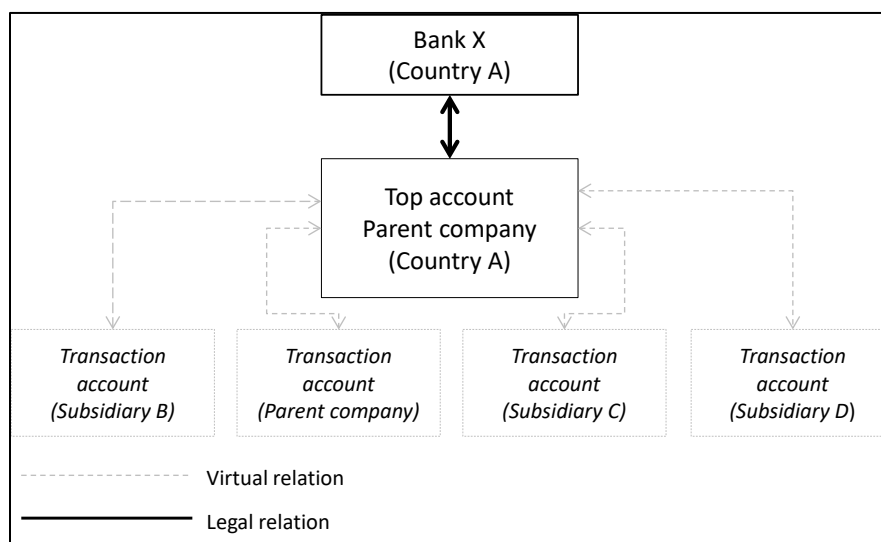 Bank X
(Country A)
Top account
Parent company
(Country A)
Transaction
account
(Subsidiary B)
Transaction
account
(Parent company)
Transaction
account
(Subsidiary C)
Transaction
account
(Subsidiary D)
Virtual relation
Legal relation